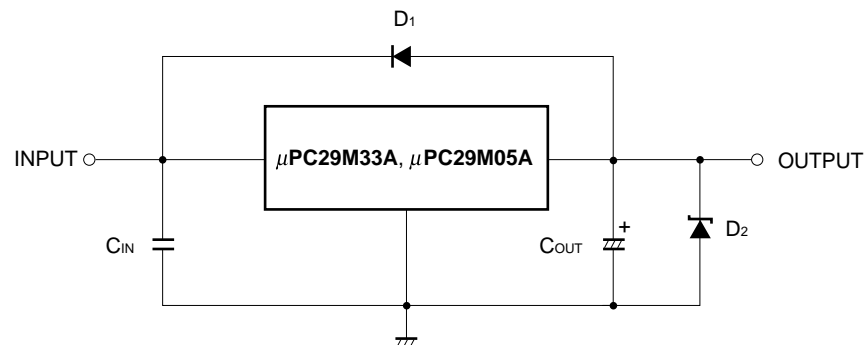 D1
INPUT
μPC29M33A, μPC29M05A
OUTPUT
CIN
COUT
+
D2